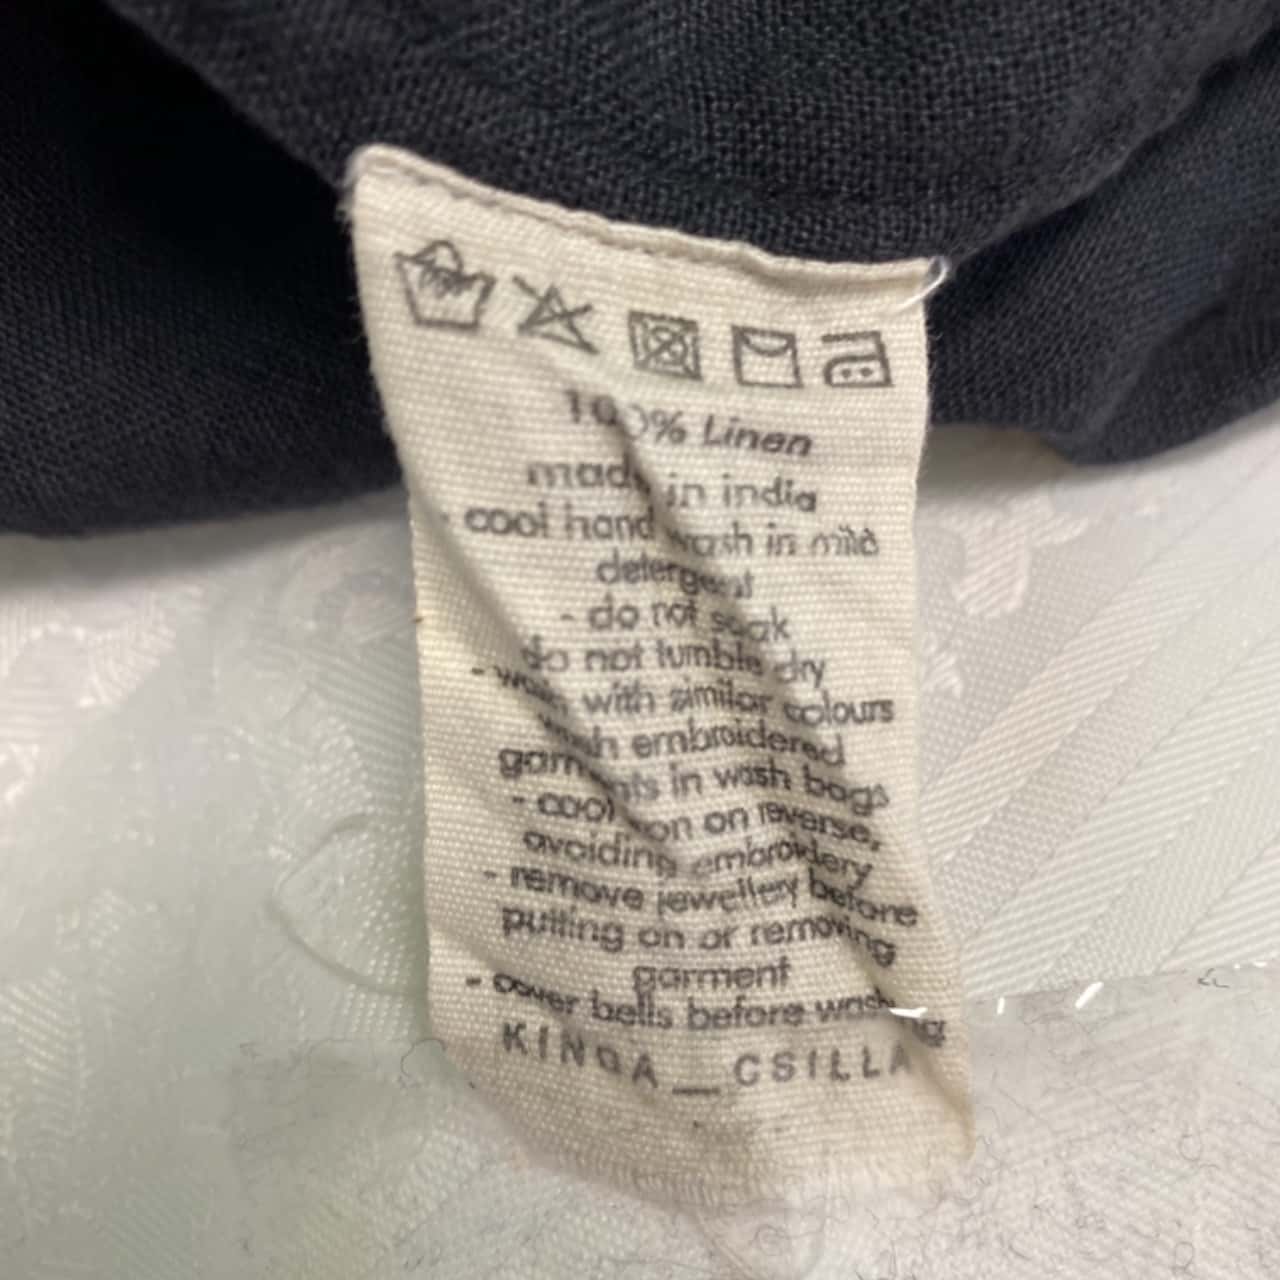 100% Linen
made in india
- cool hand wash in mild
detergent
- do not soak
do not tumble dry
- wash with similar colours
wash embroidered
garments in wash bags
- cool iron on reverse,
avoiding embroidery
- remove jewellery before
putting on or removing
garment
- cover bells before washing
KINGA_CSILLA